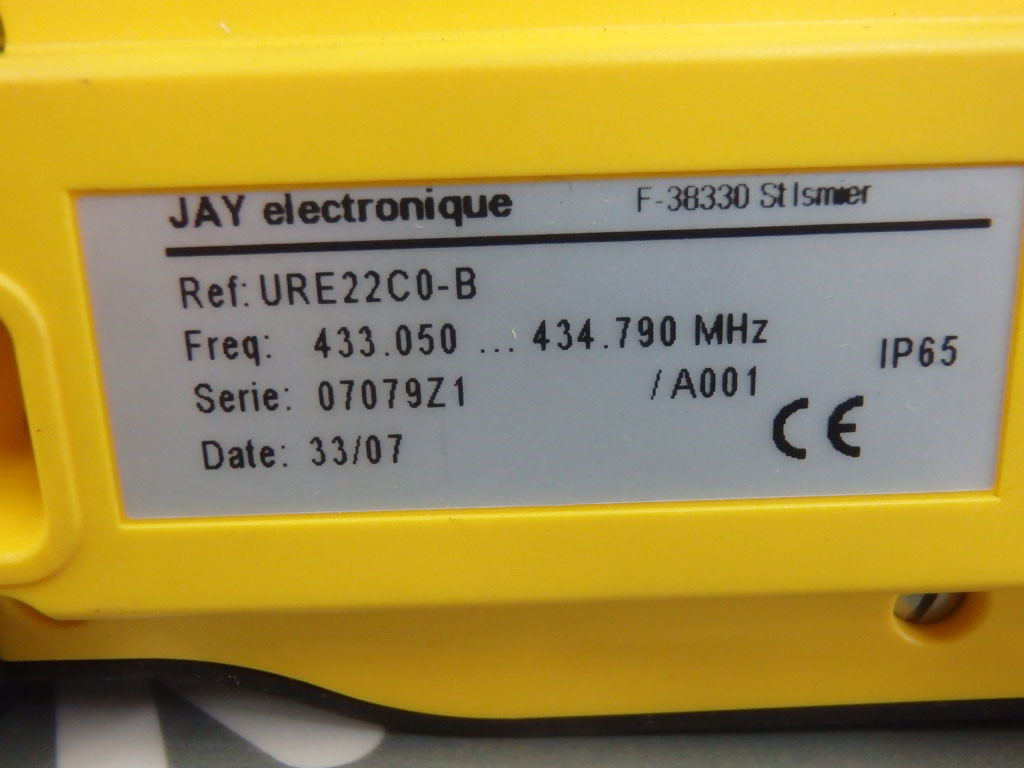 JAY electronique F-38330 St Ismier
Ref: URE22C0-B
Freq: 433.050 ... 434.790 MHz
IP65
Serie: 07079Z1 /A001
CE
Date: 33/07